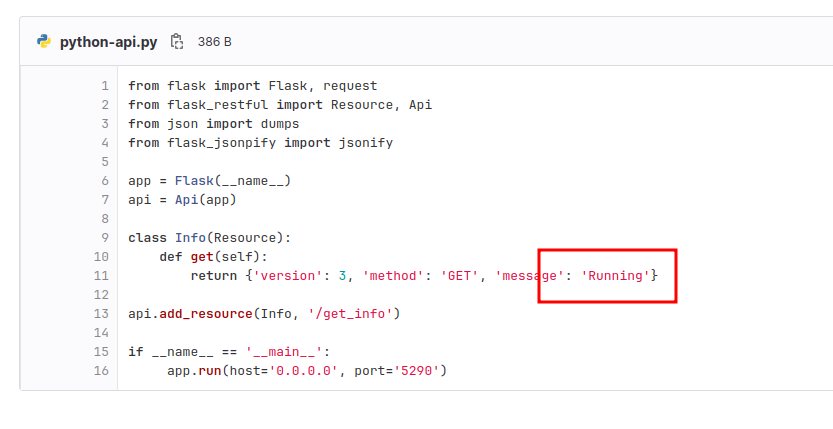 python-api.py 386 B
1 from flask import Flask, request
2 from flask_restful import Resource, Api
3 from json import dumps
4 from flask_jsonpify import jsonify
5
6 app = Flask(__name__)
7 api = Api(app)
8
9 class Info(Resource):
10     def get(self):
11         return {'version': 3, 'method': 'GET', 'message': 'Running'}
12
13 api.add_resource(Info, '/get_info')
14
15 if __name__ == '__main__':
16      app.run(host='0.0.0.0', port='5290')